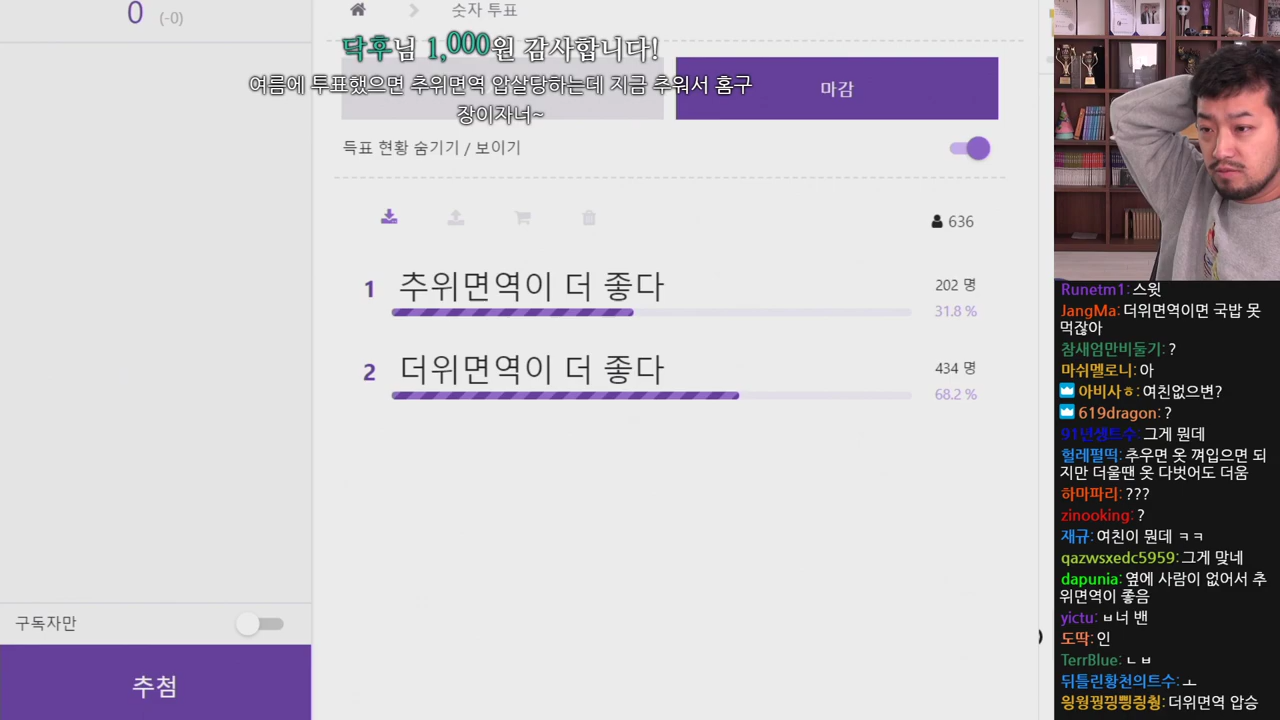 0 (-0)
숫자 투표
닥후님 1,000원 감사합니다!
여름에 투표했으면 추위면역 압살당하는데 지금 추워서 홈구
장이자너~
마감
득표 현황 숨기기 / 보이기
636
1 추위면역이 더 좋다 202 명
31.8 %
2 더위면역이 더 좋다 434 명
68.2 %
구독자만
추첨
Runetm1: 스윗
JangMa: 더위면역이면 국밥 못
먹잖아
참새엄만비둘기: ?
마쉬멜로니: 아
아비사ㅎ: 여친없으변?
619dragon: ?
91년생트수: 그게 뭔데
헐레펄떡: 추우면 옷 껴입으면 되
지만 더울땐 옷 다벗어도 더움
하마파리: ???
zinooking: ?
재규: 여친이 뭔데 ㅋㅋ
qazwsxedc5959: 그게 맞네
dapunia: 옆에 사람이 없어서 추
위면역이 좋음
yictu: ㅂ너 밴
도딱: 인
TerrBlue: ㄴㅂ
뒤틀린황천의트수: ㅗ
더위면역 압승